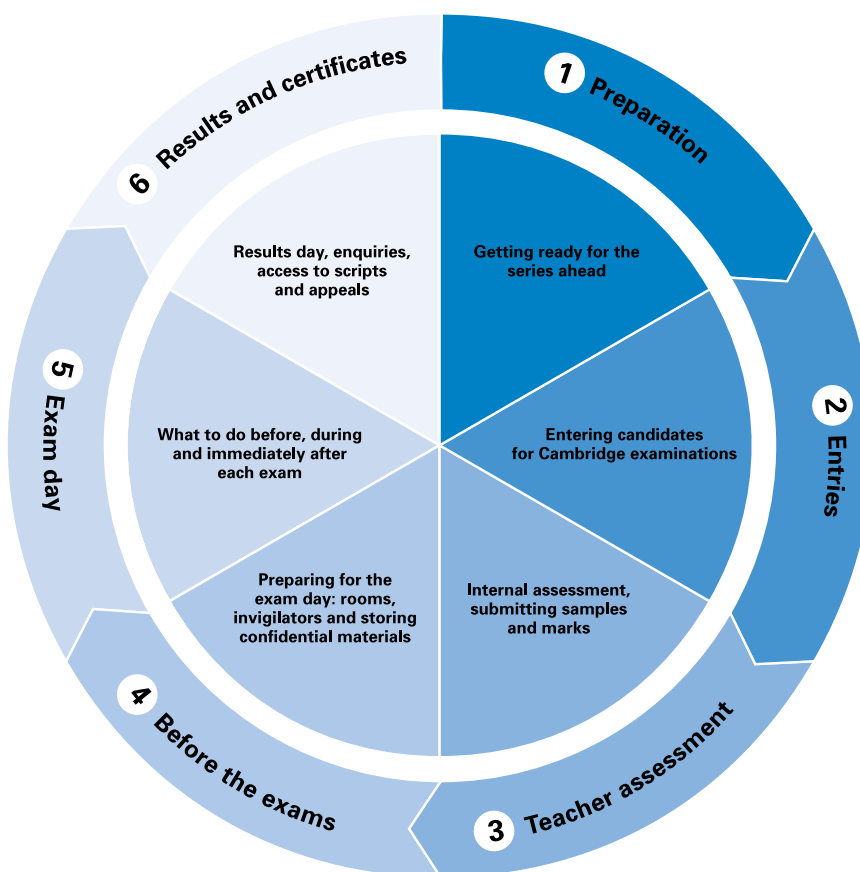 1 Preparation
Getting ready for the
series ahead
2 Entries
Entering candidates
for Cambridge examinations
3 Teacher assessment
Internal assessment,
submitting samples
and marks
4 Before the exams
Preparing for the
exam day: rooms,
invigilators and storing
confidential materials
5 Exam day
What to do before, during
and immediately after
each exam
6 Results and certificates
Results day, enquiries,
access to scripts
and appeals